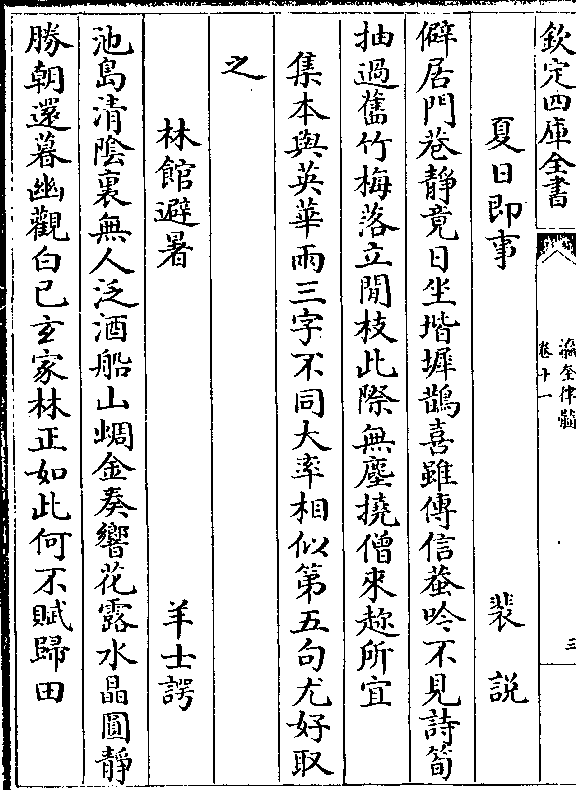 欽定四庫全書
瀛奎律髓
卷十一
三
夏日即事
裴說
僻居門巷靜竟日坐堦墀鵲喜雖傳信蛩吟不見詩筍
抽過舊竹梅落立閒枝此際無塵撓僧來趂所宜
集本與英華兩三字不同大率相似第五句尤好取
之
林館避暑
羊士諤
池島清陰裏無人泛酒船山蜩金奏響花露水晶圓靜
勝朝還暮幽觀白已玄家林正如此何不賦歸田